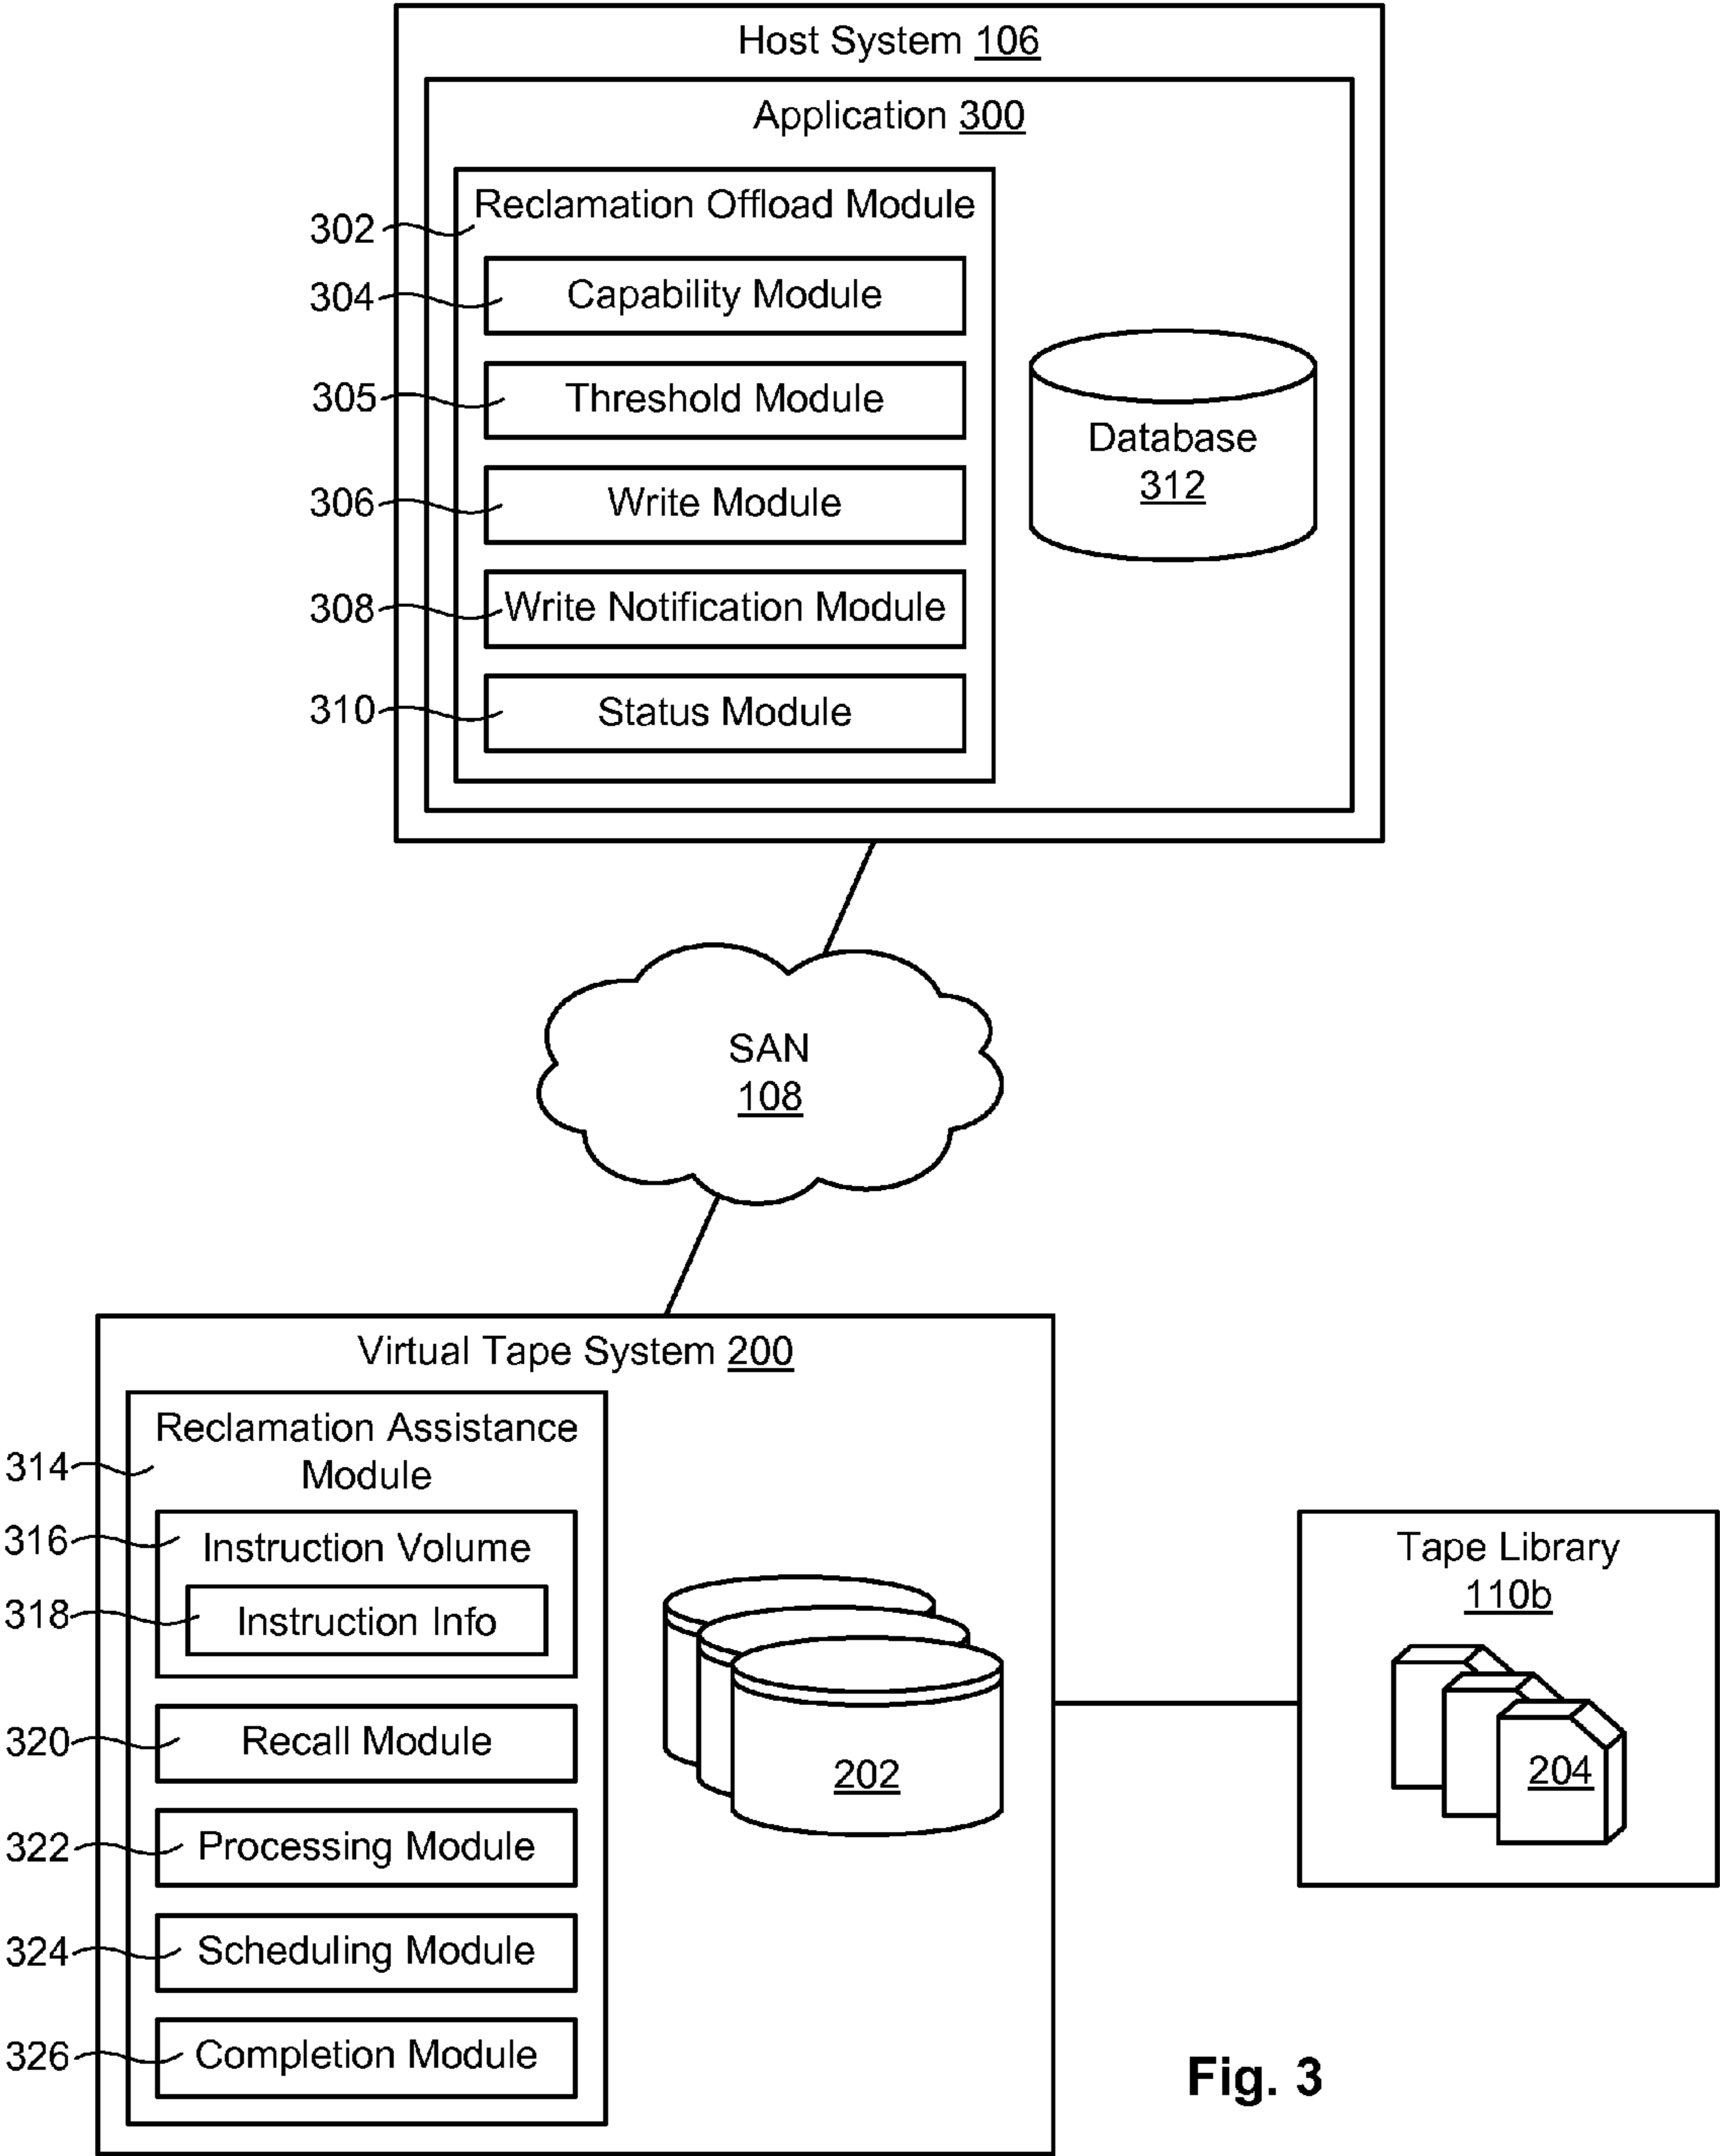 Host System 106
Application 300
Reclamation Offload Module
302
304
Capability Module
305
Threshold Module
306
Write Module
308
Write Notification Module
310
Status Module
Database
312
SAN
108
Virtual Tape System 200
Reclamation Assistance
Module
314
316
Instruction Volume
318
Instruction Info
320
Recall Module
322
Processing Module
324
Scheduling Module
326
Completion Module
202
Tape Library
110b
204
Fig. 3